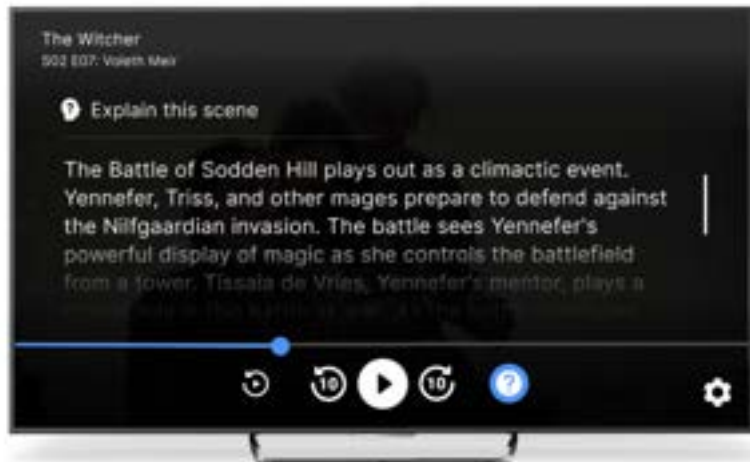 The Witcher
S02 E07: Voleth Meir
Explain this scene
The Battle of Sodden Hill plays out as a climactic event.
Yennefer, Triss, and other mages prepare to defend against
the Nilfgaardian invasion. The battle sees Yennefer's
powerful display of magic as she controls the battlefield
from a tower. Tissaia de Vries, Yennefer's mentor, plays a
10
10
?